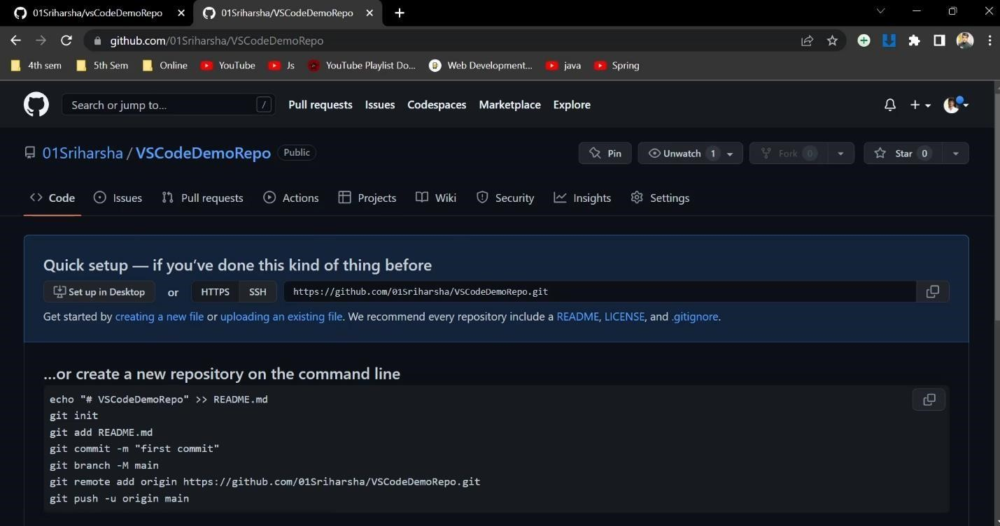 01Sriharsha/vsCodeDemoRepo
01Sriharsha/VSCodeDemoRepo
github.com/01Sriharsha/VSCodeDemoRepo
4th sem 5th Sem Online YouTube Js YouTube Playlist Do... Web Development... java Spring
Search or jump to... / Pull requests Issues Codespaces Marketplace Explore
01Sriharsha / VSCodeDemoRepo Public Pin Unwatch 1 Fork 0 Star 0
Code Issues Pull requests Actions Projects Wiki Security Insights Settings
Quick setup — if you’ve done this kind of thing before
Set up in Desktop or HTTPS SSH https://github.com/01Sriharsha/VSCodeDemoRepo.git
Get started by creating a new file or uploading an existing file. We recommend every repository include a README, LICENSE, and .gitignore.
…or create a new repository on the command line
echo "# VSCodeDemoRepo" >> README.md
git init
git add README.md
git commit -m "first commit"
git branch -M main
git remote add origin https://github.com/01Sriharsha/VSCodeDemoRepo.git
git push -u origin main